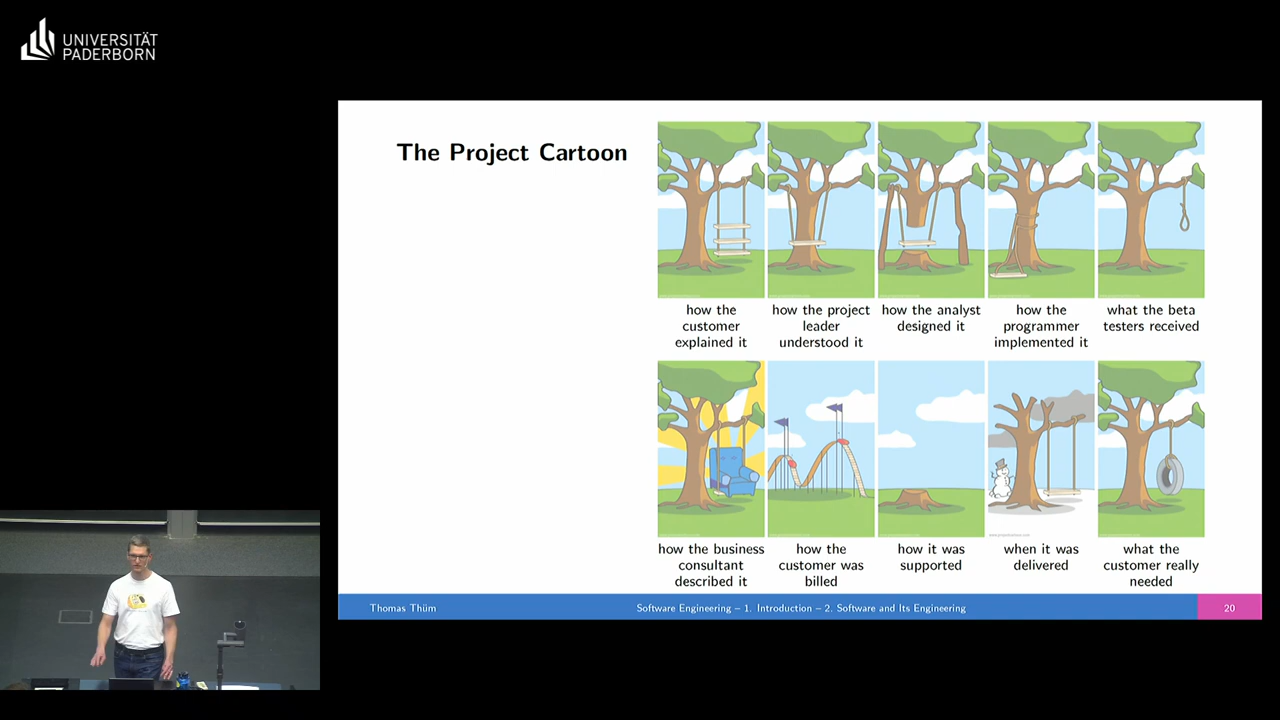 UNIVERSITÄT
PADERBORN
The Project Cartoon
how the
customer
explained it
how the project
leader
understood it
how the analyst
designed it
how the
programmer
implemented it
what the beta
testers received
how the business
consultant
described it
how the
customer was
billed
how it was
supported
when it was
delivered
what the
customer really
needed
Thomas Thüm
Software Engineering – 1. Introduction – 2. Software and Its Engineering
20